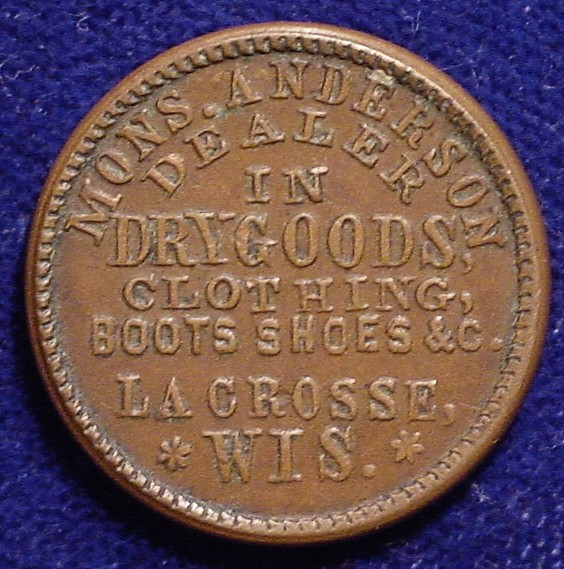 MONS. ANDERSON
DEALER
IN
DRY GOODS,
CLOTHING,
BOOTS SHOES &C.
LA CROSSE,
* WIS. *